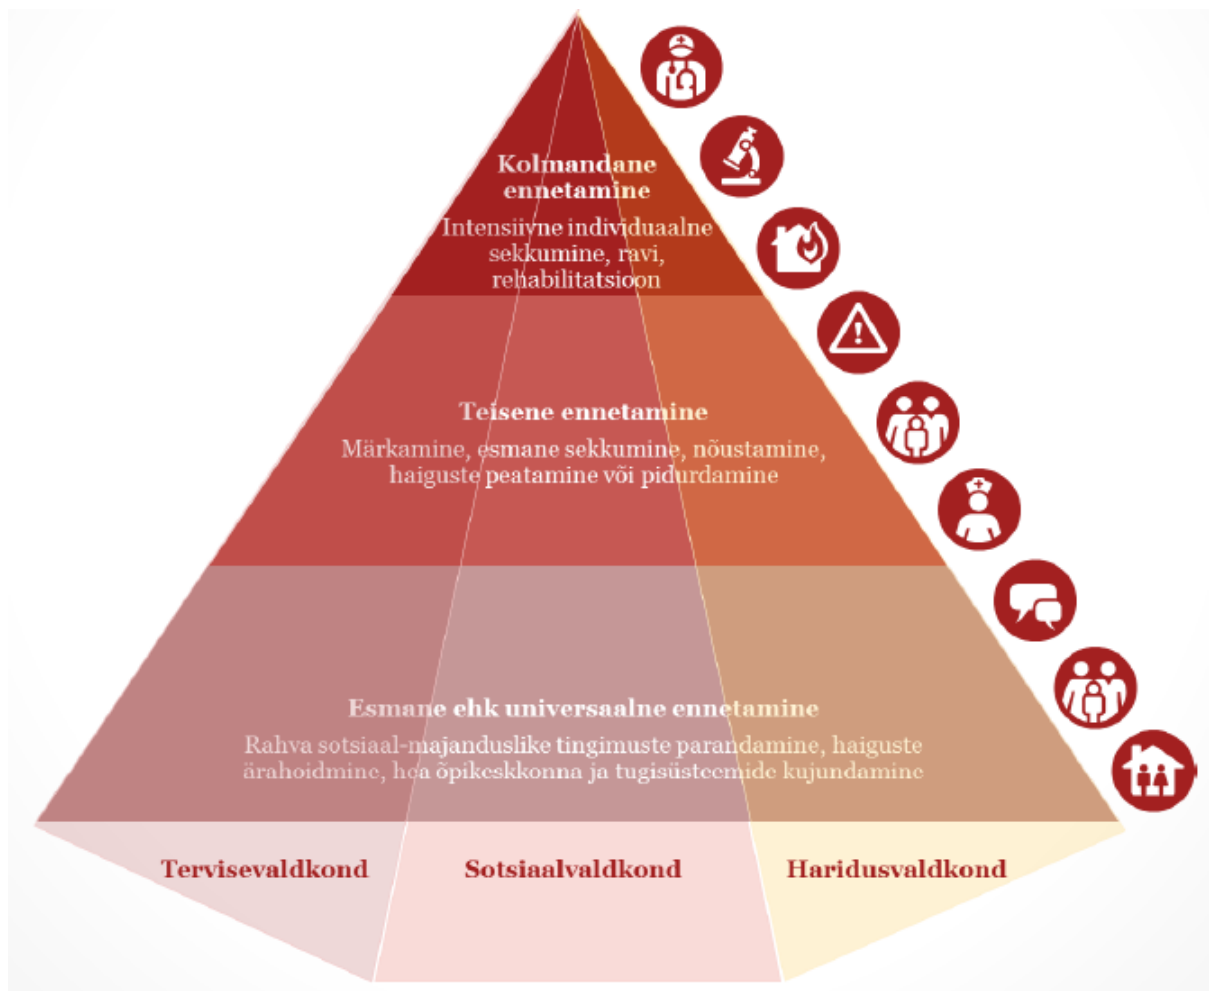 Kolmandane
ennetamine
Intensiivne individuaalne
sekkumine, ravi,
rehabilitatsioon
Teisene ennetamine
Märkamine, esmane sekkumine, nõustamine,
haiguste peatamine või pidurdamine
Esmane ehk universaalne ennetamine
Rahva sotsiaal-majanduslike tingimuste parandamine, haiguste
ärahoidmine, hea õpikeskkonna ja tugisüsteemide kujundamine
Tervisevaldkond
Sotsiaalvaldkond
Haridusvaldkond